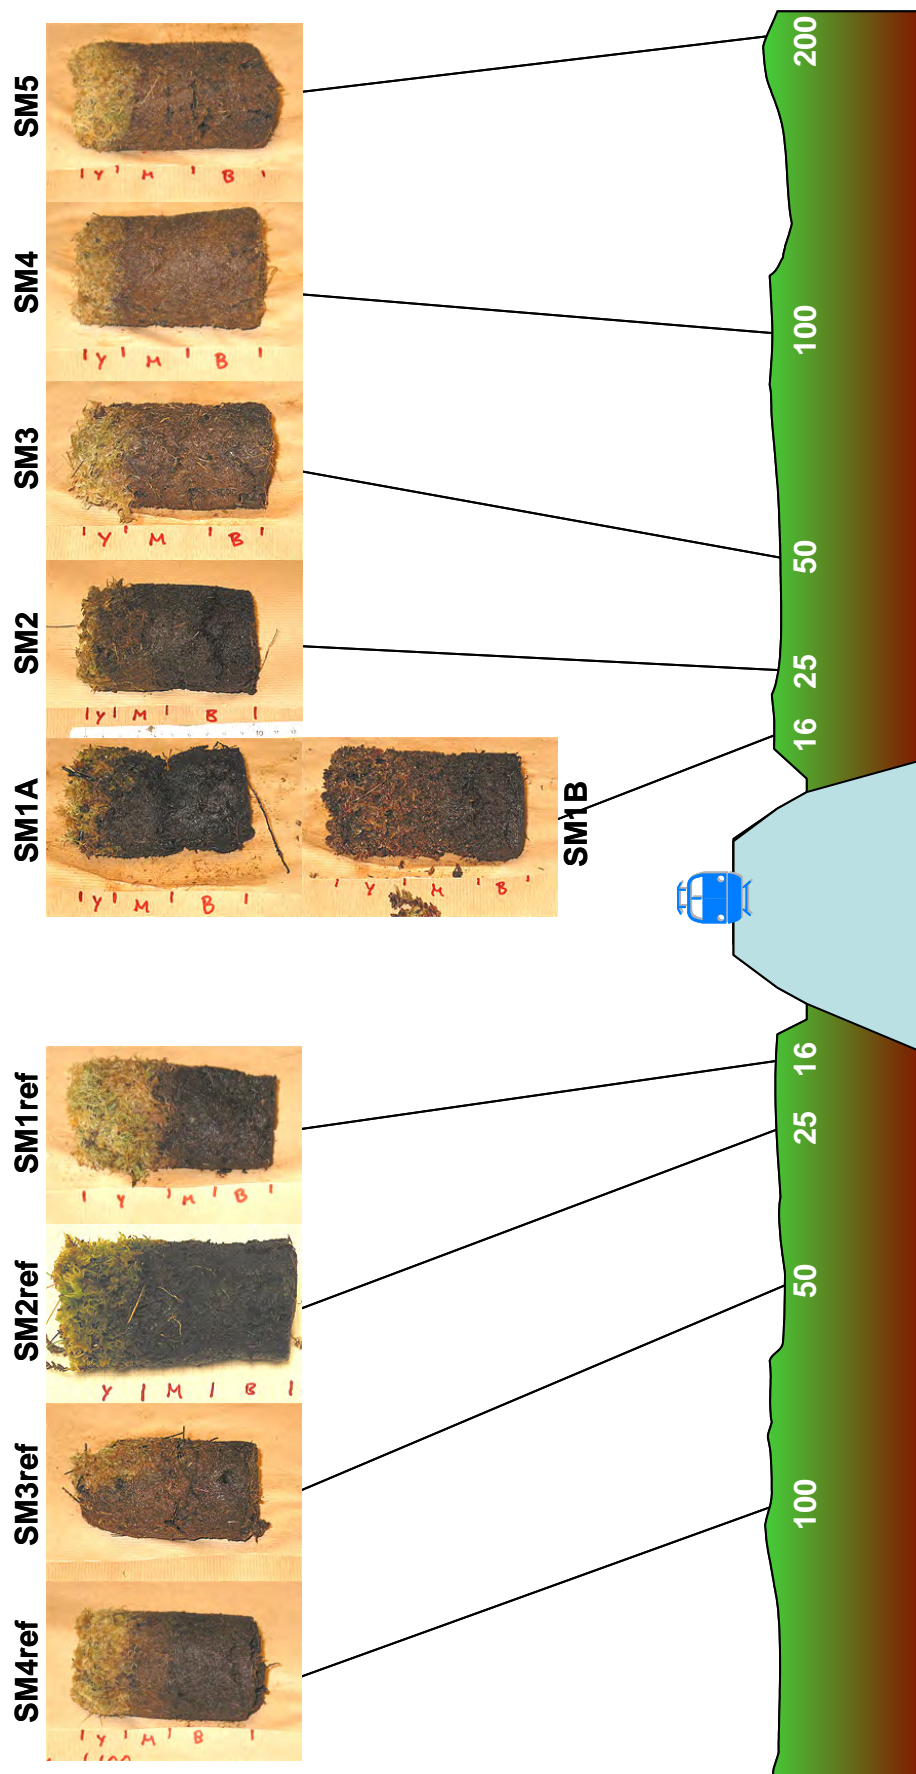 SM5
Y M B
200
SM4
Y M B
100
SM3
Y M B
50
SM2
Y M B
25
16
SM1A
Y M B
SM1B
Y M B
SM1ref
Y M B
16
25
SM2ref
Y M B
50
SM3ref
100
SM4ref
Y M B